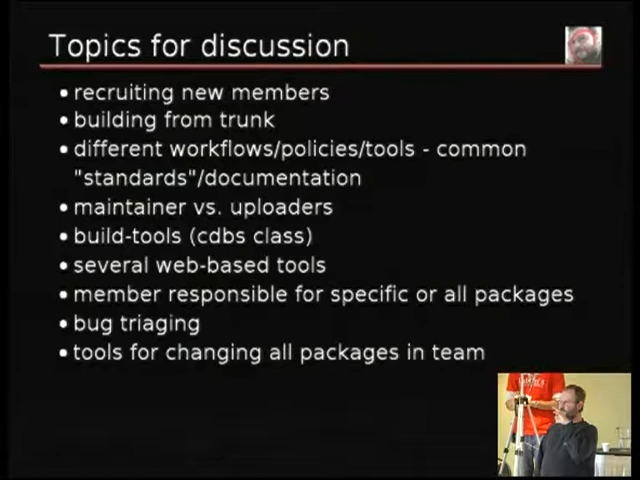 Topics for discussion
• recruiting new members
• building from trunk
• different workflows/policies/tools - common
"standards"/documentation
• maintainer vs. uploaders
• build-tools (cdbs class)
• several web-based tools
• member responsible for specific or all packages
• bug triaging
• tools for changing all packages in team